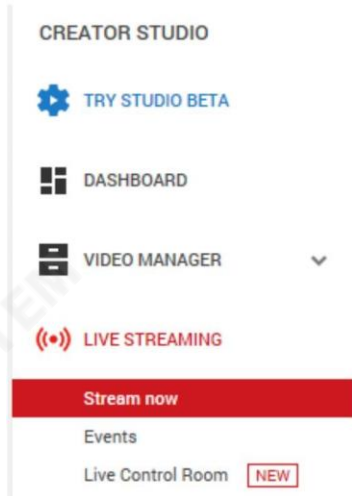 CREATOR STUDIO
TRY STUDIO BETA
DASHBOARD
VIDEO MANAGER
LIVE STREAMING
Stream now
Events
Live Control Room NEW